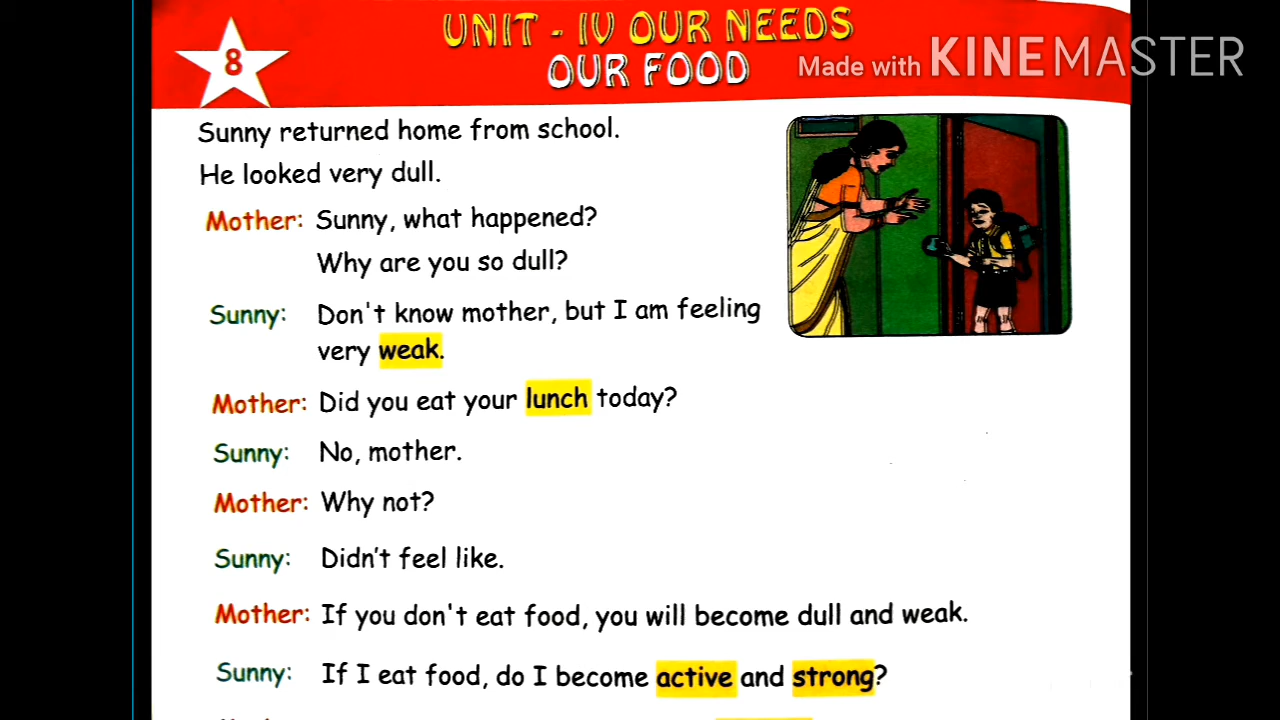 8
UNIT - IV OUR NEEDS
OUR FOOD
Made with KINEMASTER
Sunny returned home from school.
He looked very dull.
Mother: Sunny, what happened?
Why are you so dull?
Sunny: Don't know mother, but I am feeling
very weak.
Mother: Did you eat your lunch today?
Sunny: No, mother.
Mother: Why not?
Sunny: Didn't feel like.
Mother: If you don't eat food, you will become dull and weak.
Sunny: If I eat food, do I become active and strong?